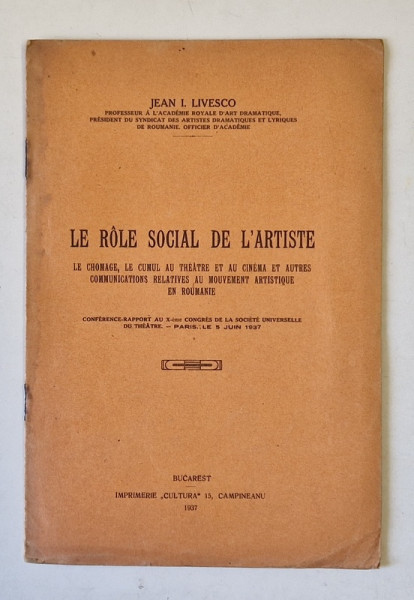 JEAN I. LIVESCO
PROFESSEUR À L'ACADÉMIE ROYALE D'ART DRAMATIQUE,
PRÉSIDENT DU SYNDICAT DES ARTISTES DRAMATIQUES ET LYRIQUES
DE ROUMANIE. OFFICIER D'ACADÉMIE
LE RÔLE SOCIAL DE L'ARTISTE
LE CHOMAGE, LE CUMUL AU THEÂTRE ET AU CINÉMA ET AUTRES
COMMUNICATIONS RELATIVES AU MOUVEMENT ARTISTIQUE
EN ROUMANIE
CONFÉRENCE-RAPPORT AU X-ème CONGRÈS DE LA SOCIÉTÉ UNIVERSELLE
DU THÉÂTRE. — PARIS, LE 5 JUIN 1937
BUCAREST
IMPRIMERIE „CULTURA" 13, CAMPINEANU
1937